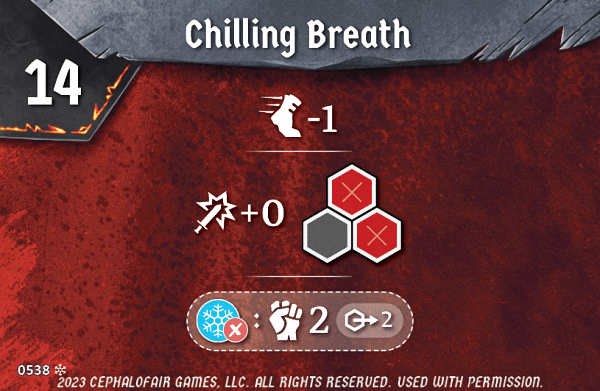 Chilling Breath
14
-1
+0
: 2 2
0538
2023 CEPHALOFAIR GAMES, LLC. ALL RIGHTS RESERVED. USED WITH PERMISSION.